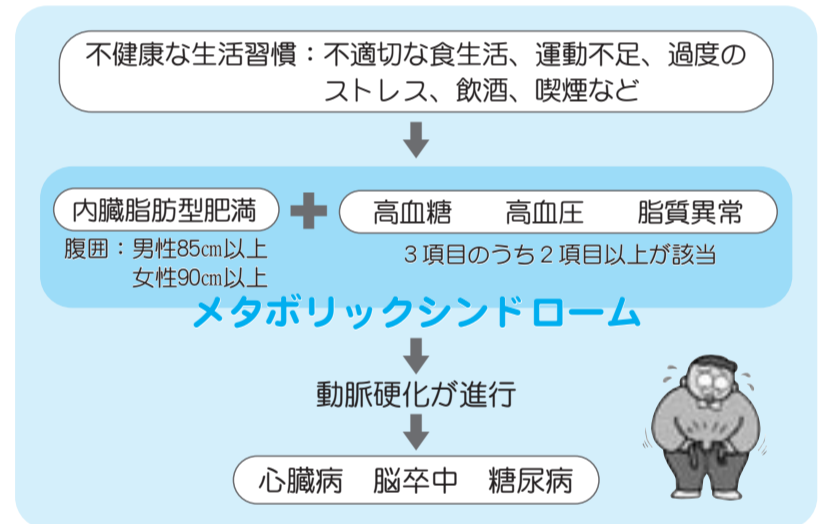 不健康な生活習慣：不適切な食生活、運動不足、過度の
ストレス、飲酒、喫煙など
内臓脂肪型肥満
腹囲：男性85㎝以上
女性90㎝以上
高血糖 高血圧 脂質異常
３項目のうち２項目以上が該当
メタボリックシンドローム
動脈硬化が進行
心臓病 脳卒中 糖尿病